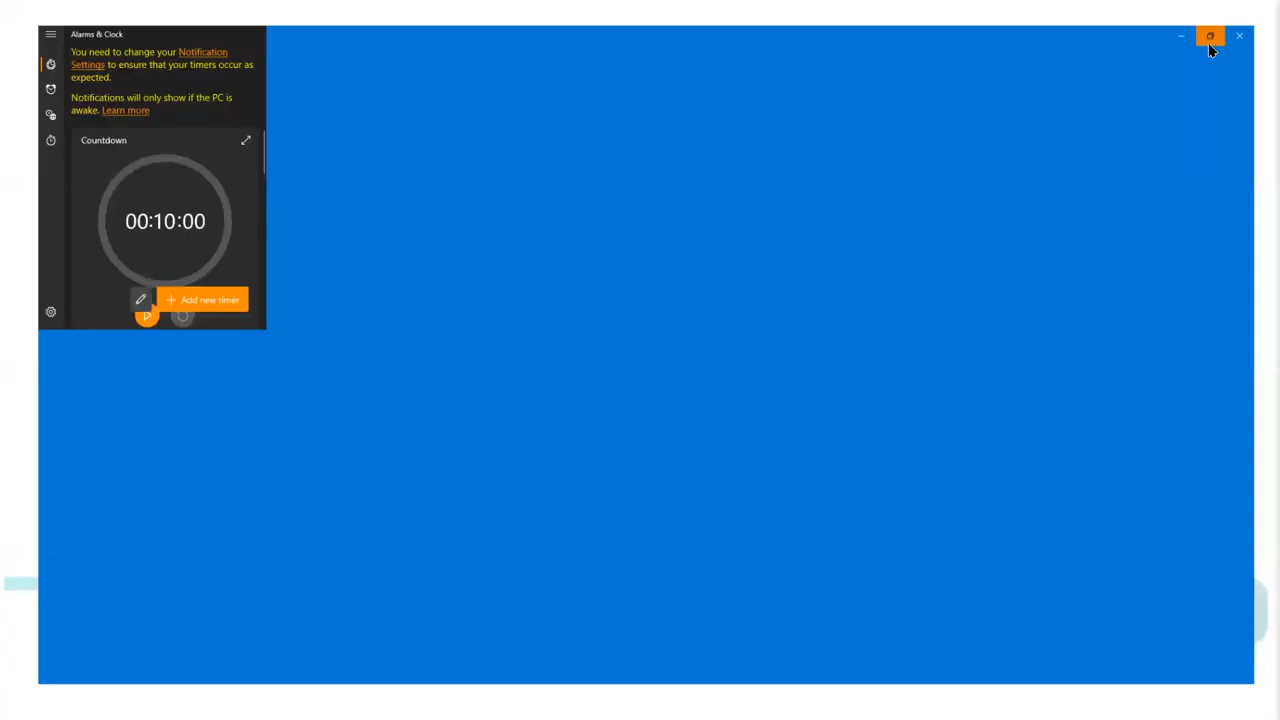 Alarms & Clock
You need to change your Notification
Settings to ensure that your timers occur as
expected.
Notifications will only show if the PC is
awake. Learn more
Countdown
00:10:00
Add new timer